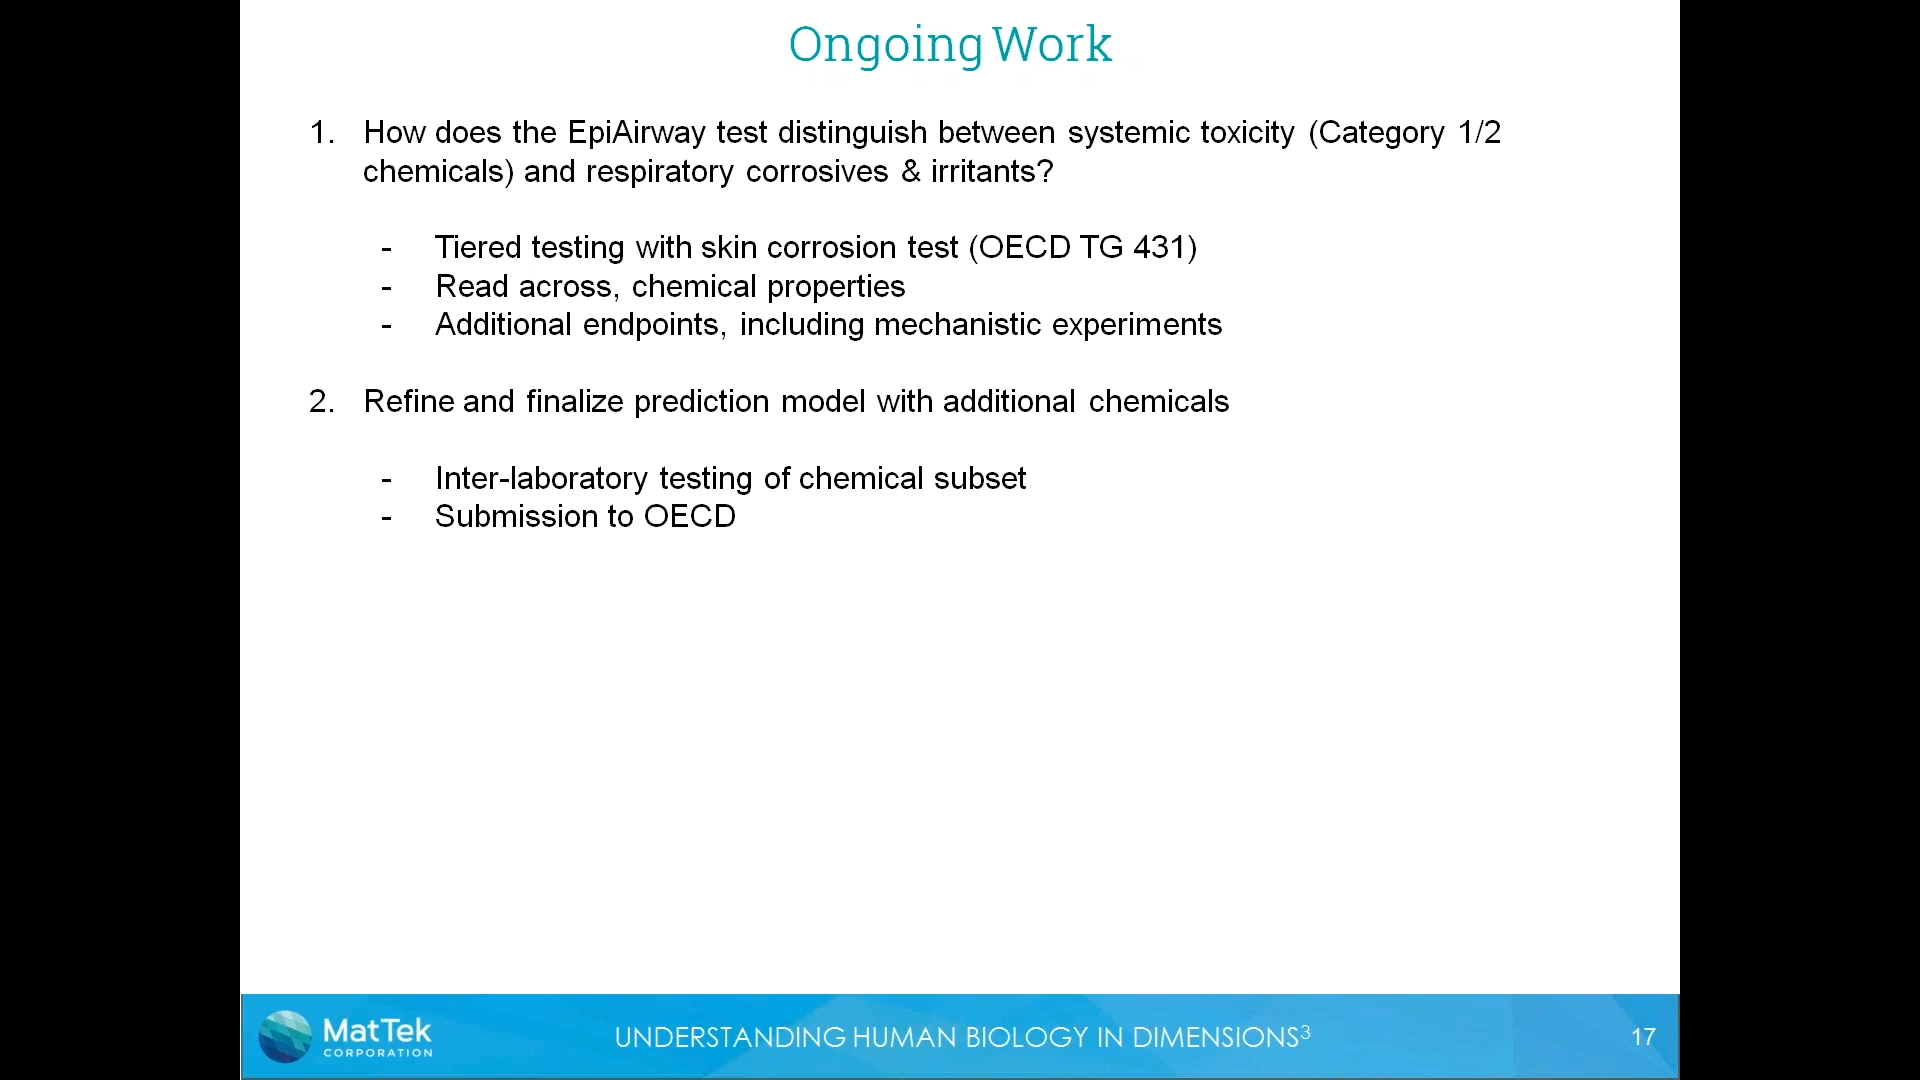 Ongoing Work
1. How does the EpiAirway test distinguish between systemic toxicity (Category 1/2
chemicals) and respiratory corrosives & irritants?
- Tiered testing with skin corrosion test (OECD TG 431)
- Read across, chemical properties
- Additional endpoints, including mechanistic experiments
2. Refine and finalize prediction model with additional chemicals
- Inter-laboratory testing of chemical subset
- Submission to OECD
MatTek
CORPORATION
UNDERSTANDING HUMAN BIOLOGY IN DIMENSIONS³
17